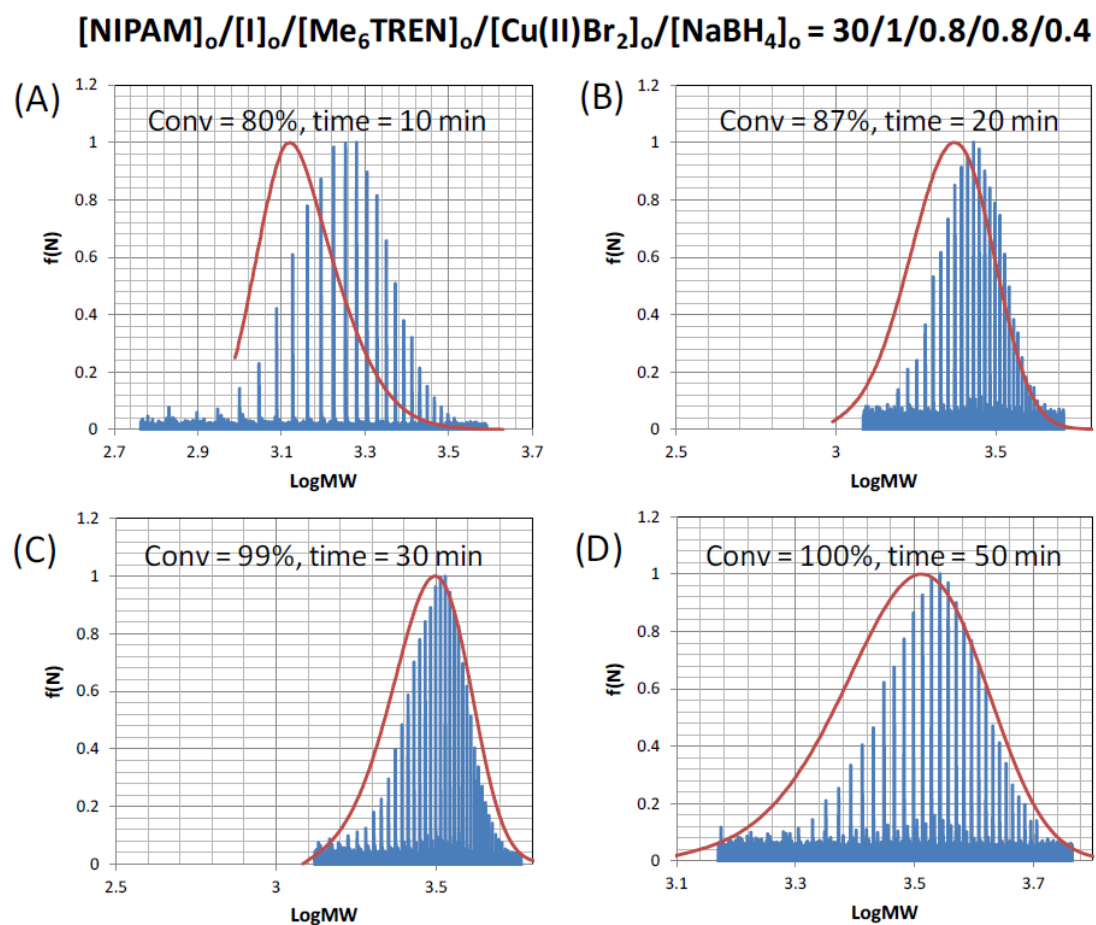 [NIPAM]o/[I]o/[Me6TREN]o/[Cu(II)Br2]o/[NaBH4]o = 30/1/0.8/0.8/0.4
(A)
Conv = 80%, time = 10 min
f(N)
1.2
1
0.8
0.6
0.4
0.2
0
2.7 2.9 3.1 3.3 3.5 3.7
LogMW
(B)
Conv = 87%, time = 20 min
f(N)
1.2
1
0.8
0.6
0.4
0.2
0
2.5 3 3.5
LogMW
(C)
Conv = 99%, time = 30 min
f(N)
1.2
1
0.8
0.6
0.4
0.2
0
2.5 3 3.5
LogMW
(D)
Conv = 100%, time = 50 min
f(N)
1.2
1
0.8
0.6
0.4
0.2
0
3.1 3.3 3.5 3.7
LogMW